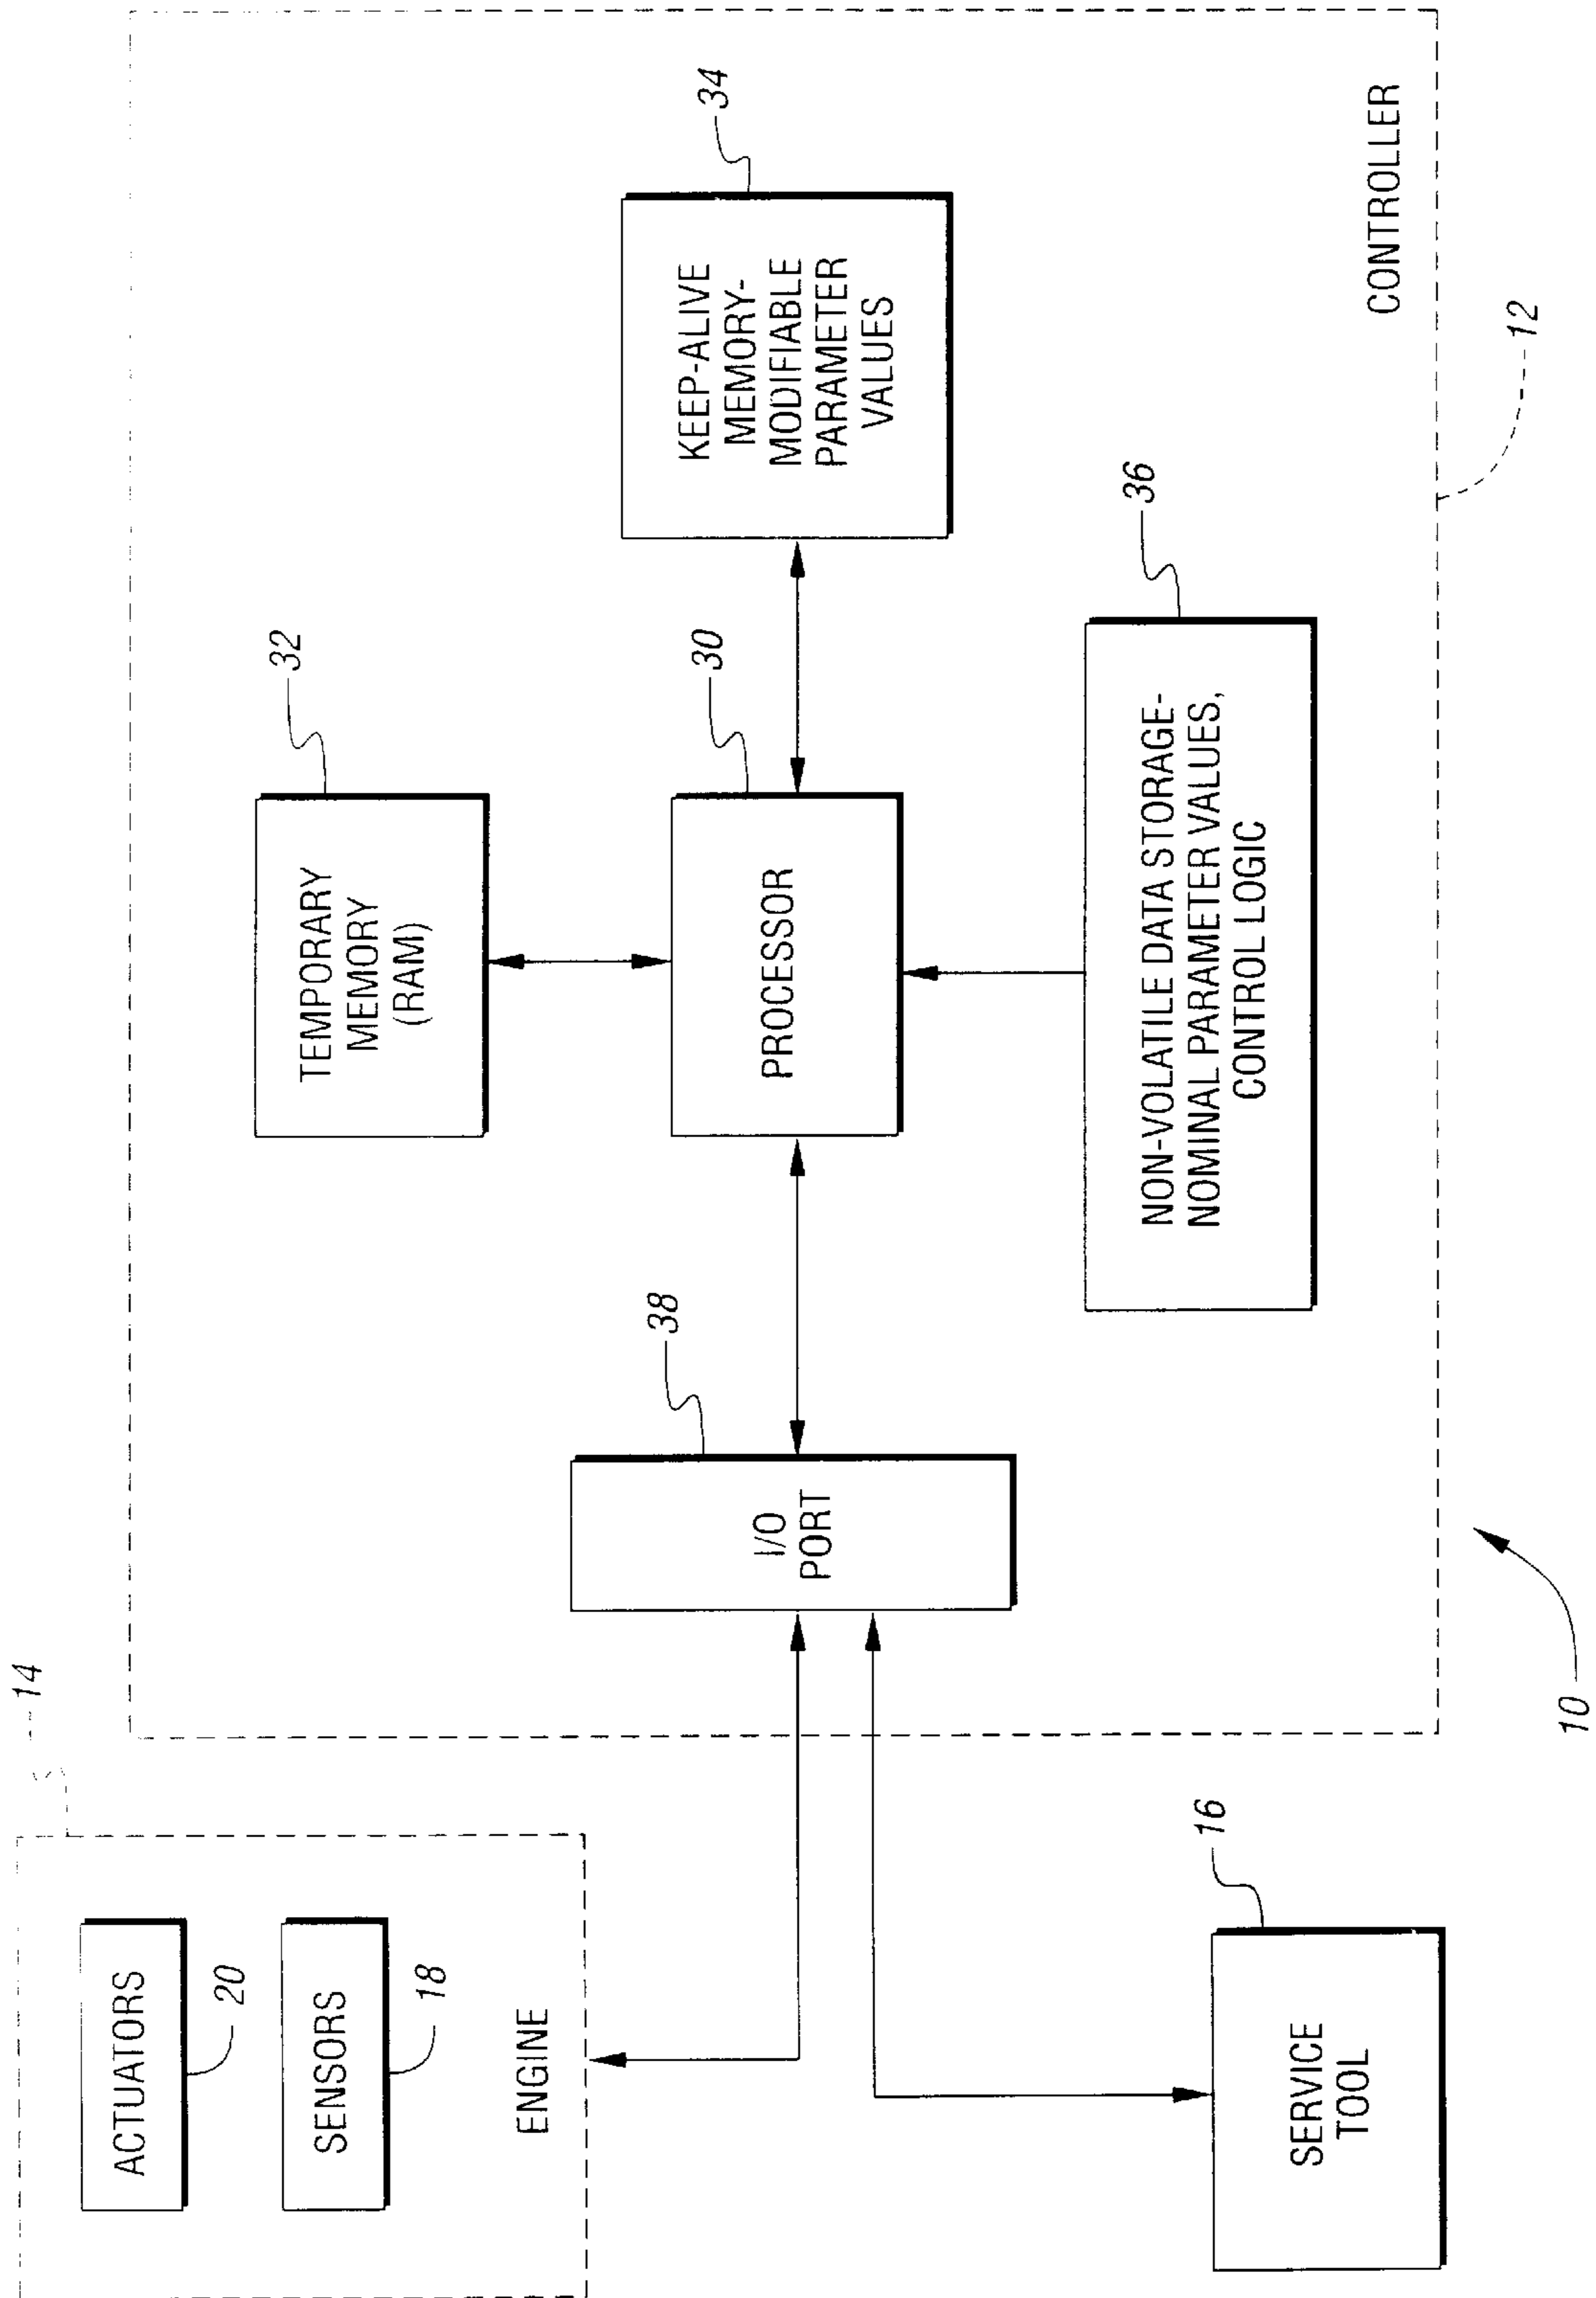 14
ACTUATORS
20
SENSORS
18
ENGINE
16
SERVICE
TOOL
38
I/O
PORT
32
TEMPORARY
MEMORY
(RAM)
30
PROCESSOR
34
KEEP-ALIVE
MEMORY-
MODIFIABLE
PARAMETER
VALUES
36
NON-VOLATILE DATA STORAGE-
NOMINAL PARAMETER VALUES,
CONTROL LOGIC
CONTROLLER
12
10